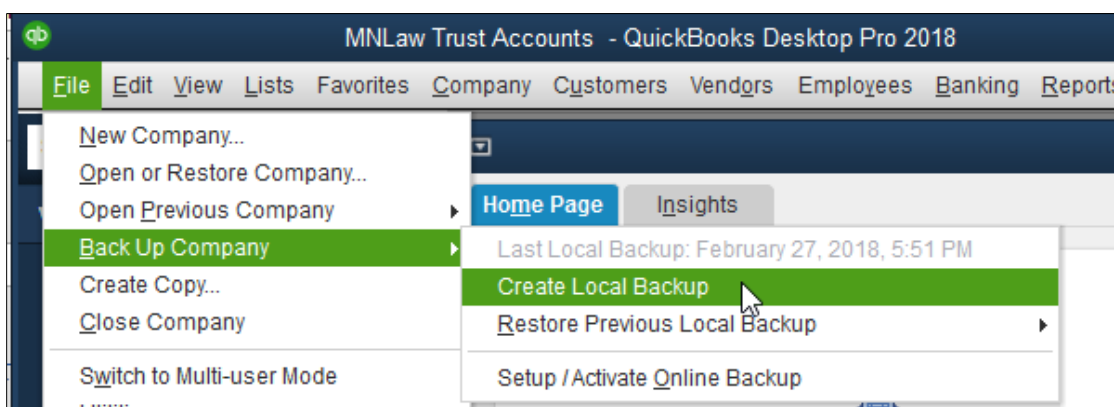 qb
MNLaw Trust Accounts - QuickBooks Desktop Pro 2018
File Edit View Lists Favorites Company Customers Vendors Employees Banking Reports
New Company...
Open or Restore Company...
Open Previous Company
Home Page Insights
Back Up Company
Last Local Backup: February 27, 2018, 5:51 PM
Create Copy...
Create Local Backup
Close Company
Restore Previous Local Backup
Switch to Multi-user Mode
Setup / Activate Online Backup